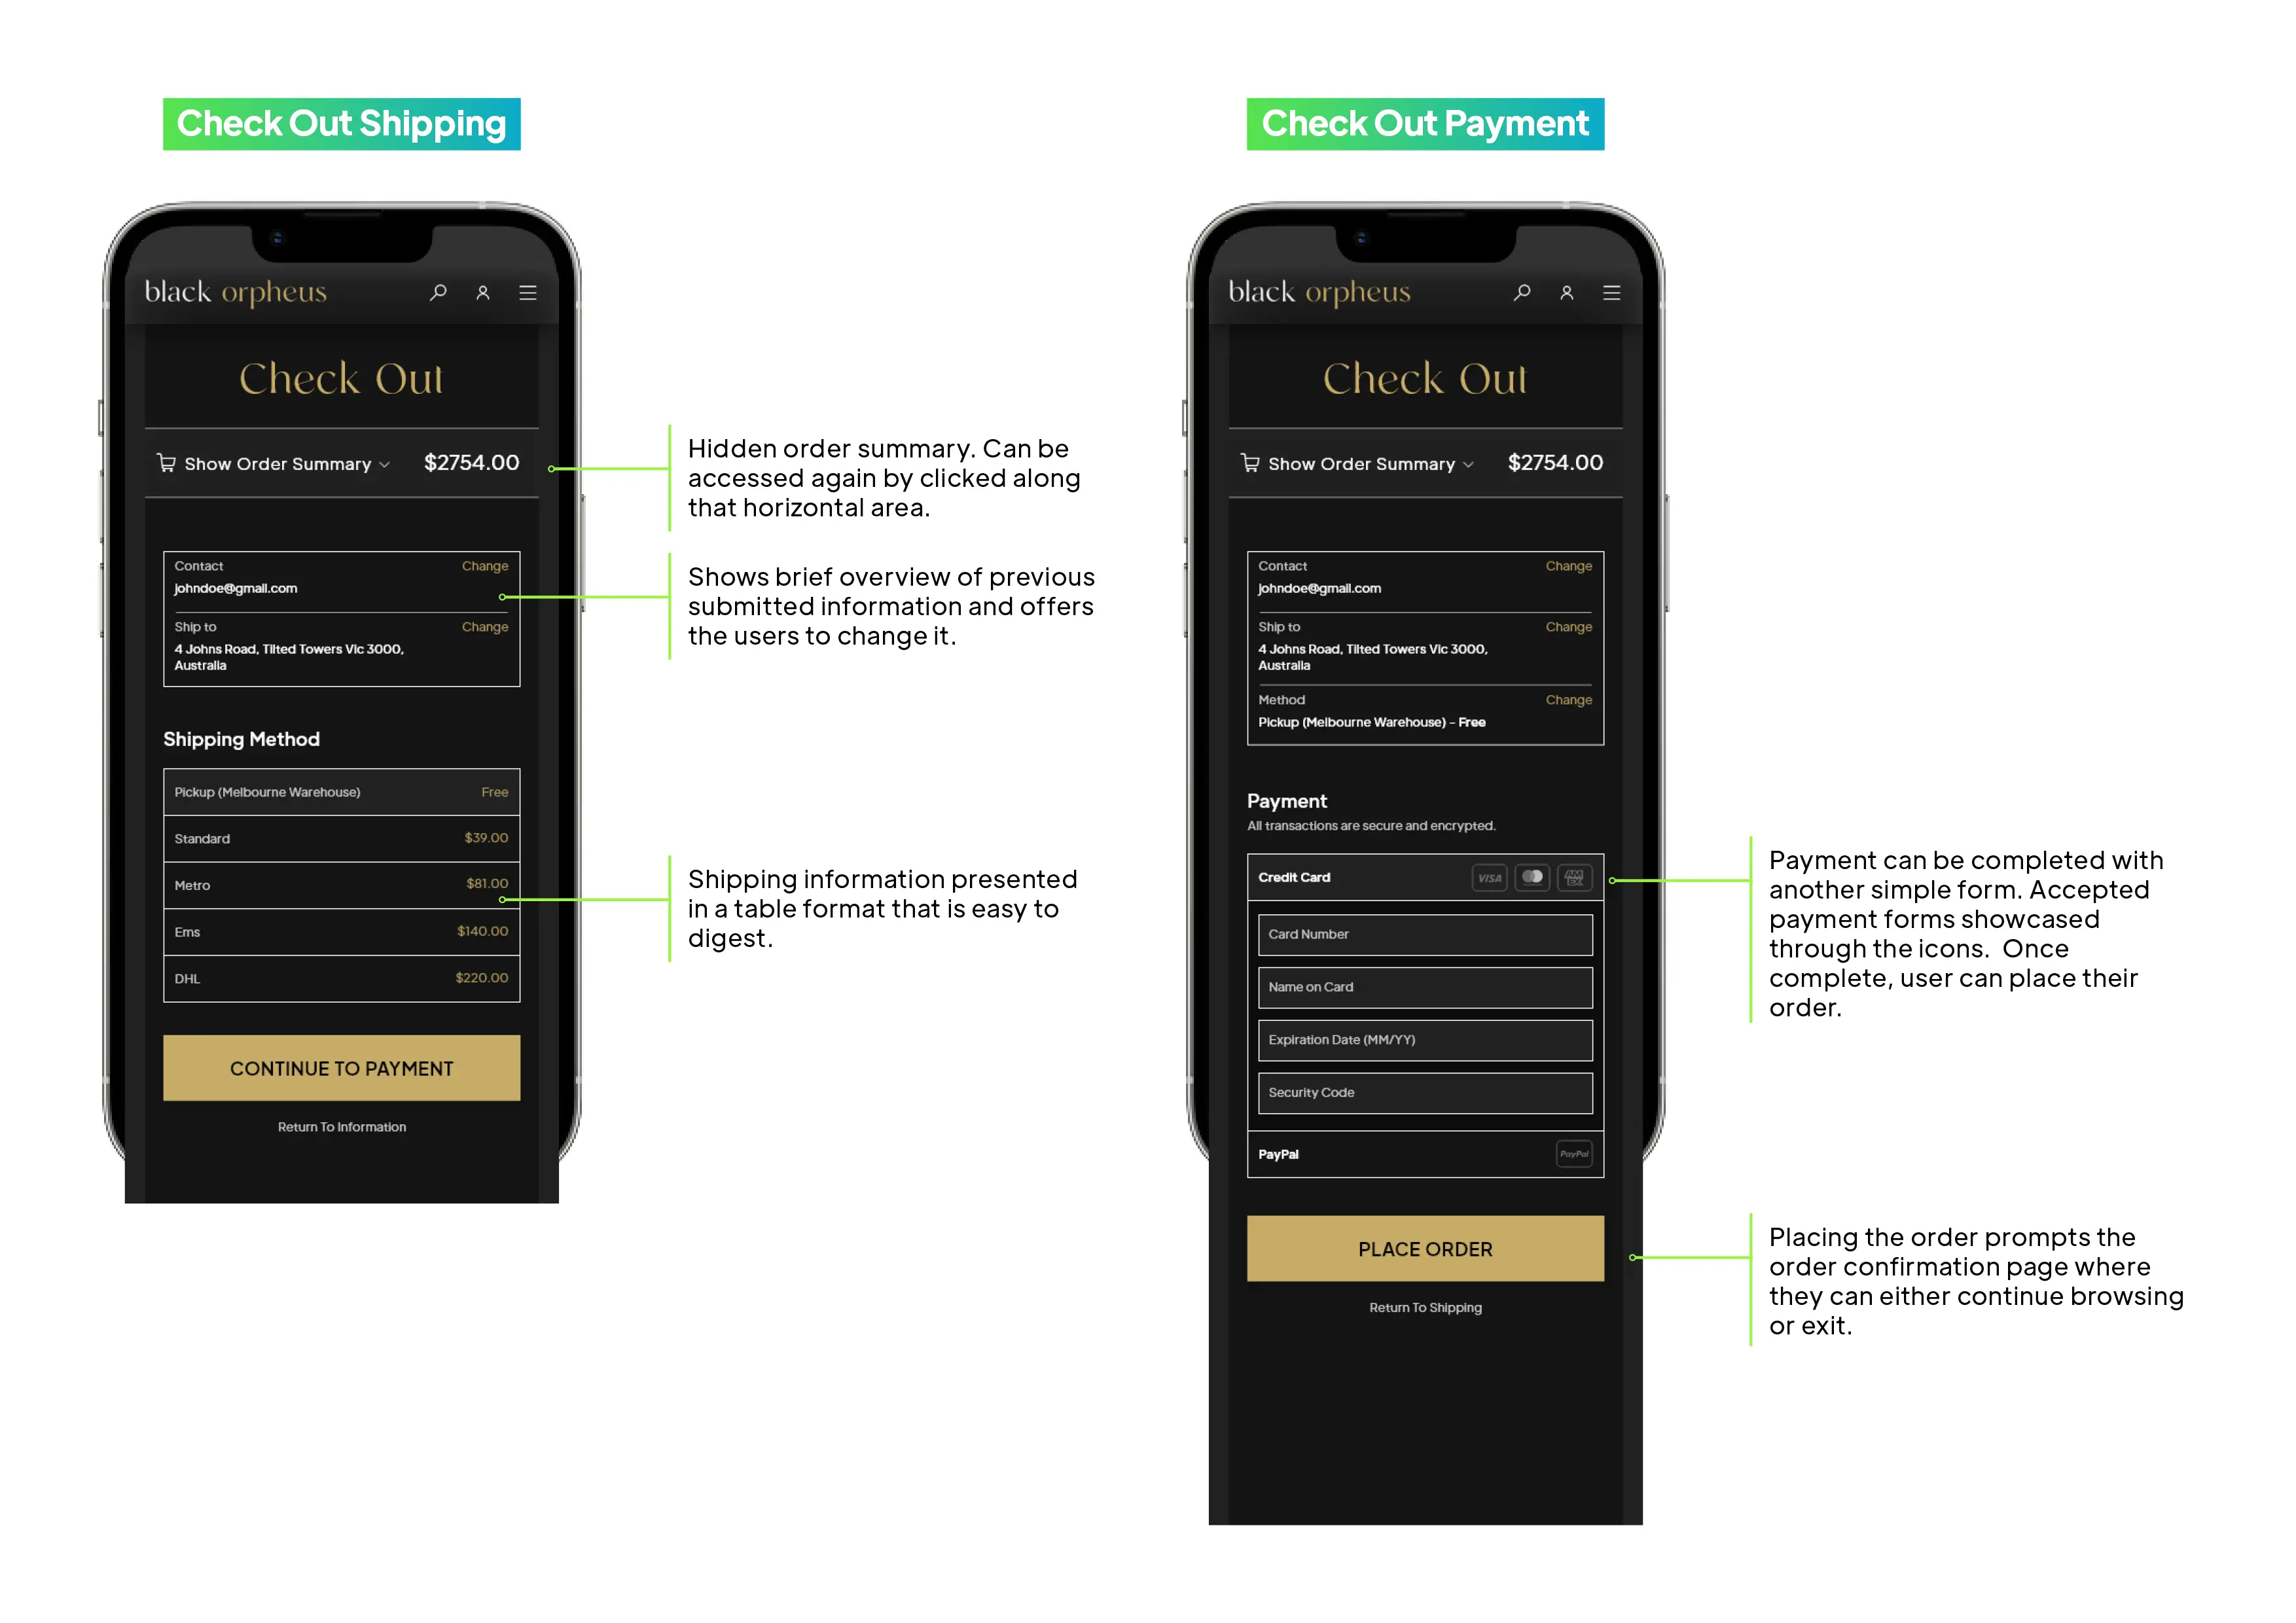 Check Out Shipping
black orpheus
Check Out
Show Order Summary $2754.00
Contact Change
johndoe@gmail.com
Ship to Change
4 Johns Road, Tilted Towers Vic 3000,
Australia
Shipping Method
Pickup (Melbourne Warehouse) Free
Standard $39.00
Metro $81.00
Ems $140.00
DHL $220.00
CONTINUE TO PAYMENT
Return To Information
Hidden order summary. Can be
accessed again by clicked along
that horizontal area.
Shows brief overview of previous
submitted information and offers
the users to change it.
Shipping information presented
in a table format that is easy to
digest.
Check Out Payment
black orpheus
Check Out
Show Order Summary $2754.00
Contact Change
johndoe@gmail.com
Ship to Change
4 Johns Road, Tilted Towers Vic 3000,
Australia
Method Change
Pickup (Melbourne Warehouse) - Free
Payment
All transactions are secure and encrypted.
Credit Card VISA AMEX
Card Number
Name on Card
Expiration Date (MM/YY)
Security Code
PayPal PayPal
PLACE ORDER
Return To Shipping
Payment can be completed with
another simple form. Accepted
payment forms showcased
through the icons. Once
complete, user can place their
order.
Placing the order prompts the
order confirmation page where
they can either continue browsing
or exit.